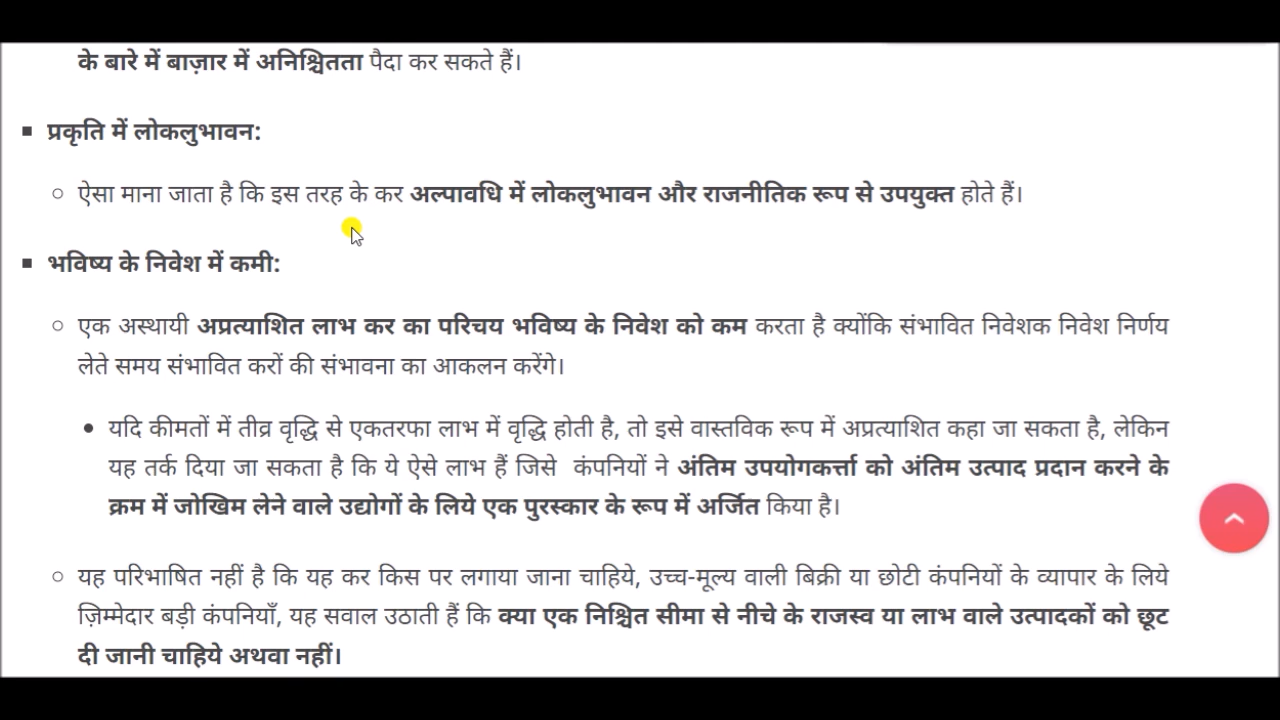 के बारे में बाज़ार में अनिश्चितता पैदा कर सकते हैं।
प्रकृति में लोकलुभावन:
ऐसा माना जाता है कि इस तरह के कर अल्पावधि में लोकलुभावन और राजनीतिक रूप से उपयुक्त होते हैं।
भविष्य के निवेश में कमी:
एक अस्थायी अप्रत्याशित लाभ कर का परिचय भविष्य के निवेश को कम करता है क्योंकि संभावित निवेशक निवेश निर्णय
लेते समय संभावित करों की संभावना का आकलन करेंगे।
यदि कीमतों में तीव्र वृद्धि से एकतरफा लाभ में वृद्धि होती है, तो इसे वास्तविक रूप में अप्रत्याशित कहा जा सकता है, लेकिन
यह तर्क दिया जा सकता है कि ये ऐसे लाभ हैं जिसे कंपनियों ने अंतिम उपयोगकर्त्ता को अंतिम उत्पाद प्रदान करने के
क्रम में जोखिम लेने वाले उद्योगों के लिये एक पुरस्कार के रूप में अर्जित किया है।
यह परिभाषित नहीं है कि यह कर किस पर लगाया जाना चाहिये, उच्च-मूल्य वाली बिक्री या छोटी कंपनियों के व्यापार के लिये
ज़िम्मेदार बड़ी कंपनियाँ, यह सवाल उठाती हैं कि क्या एक निश्चित सीमा से नीचे के राजस्व या लाभ वाले उत्पादकों को छूट
दी जानी चाहिये अथवा नहीं।